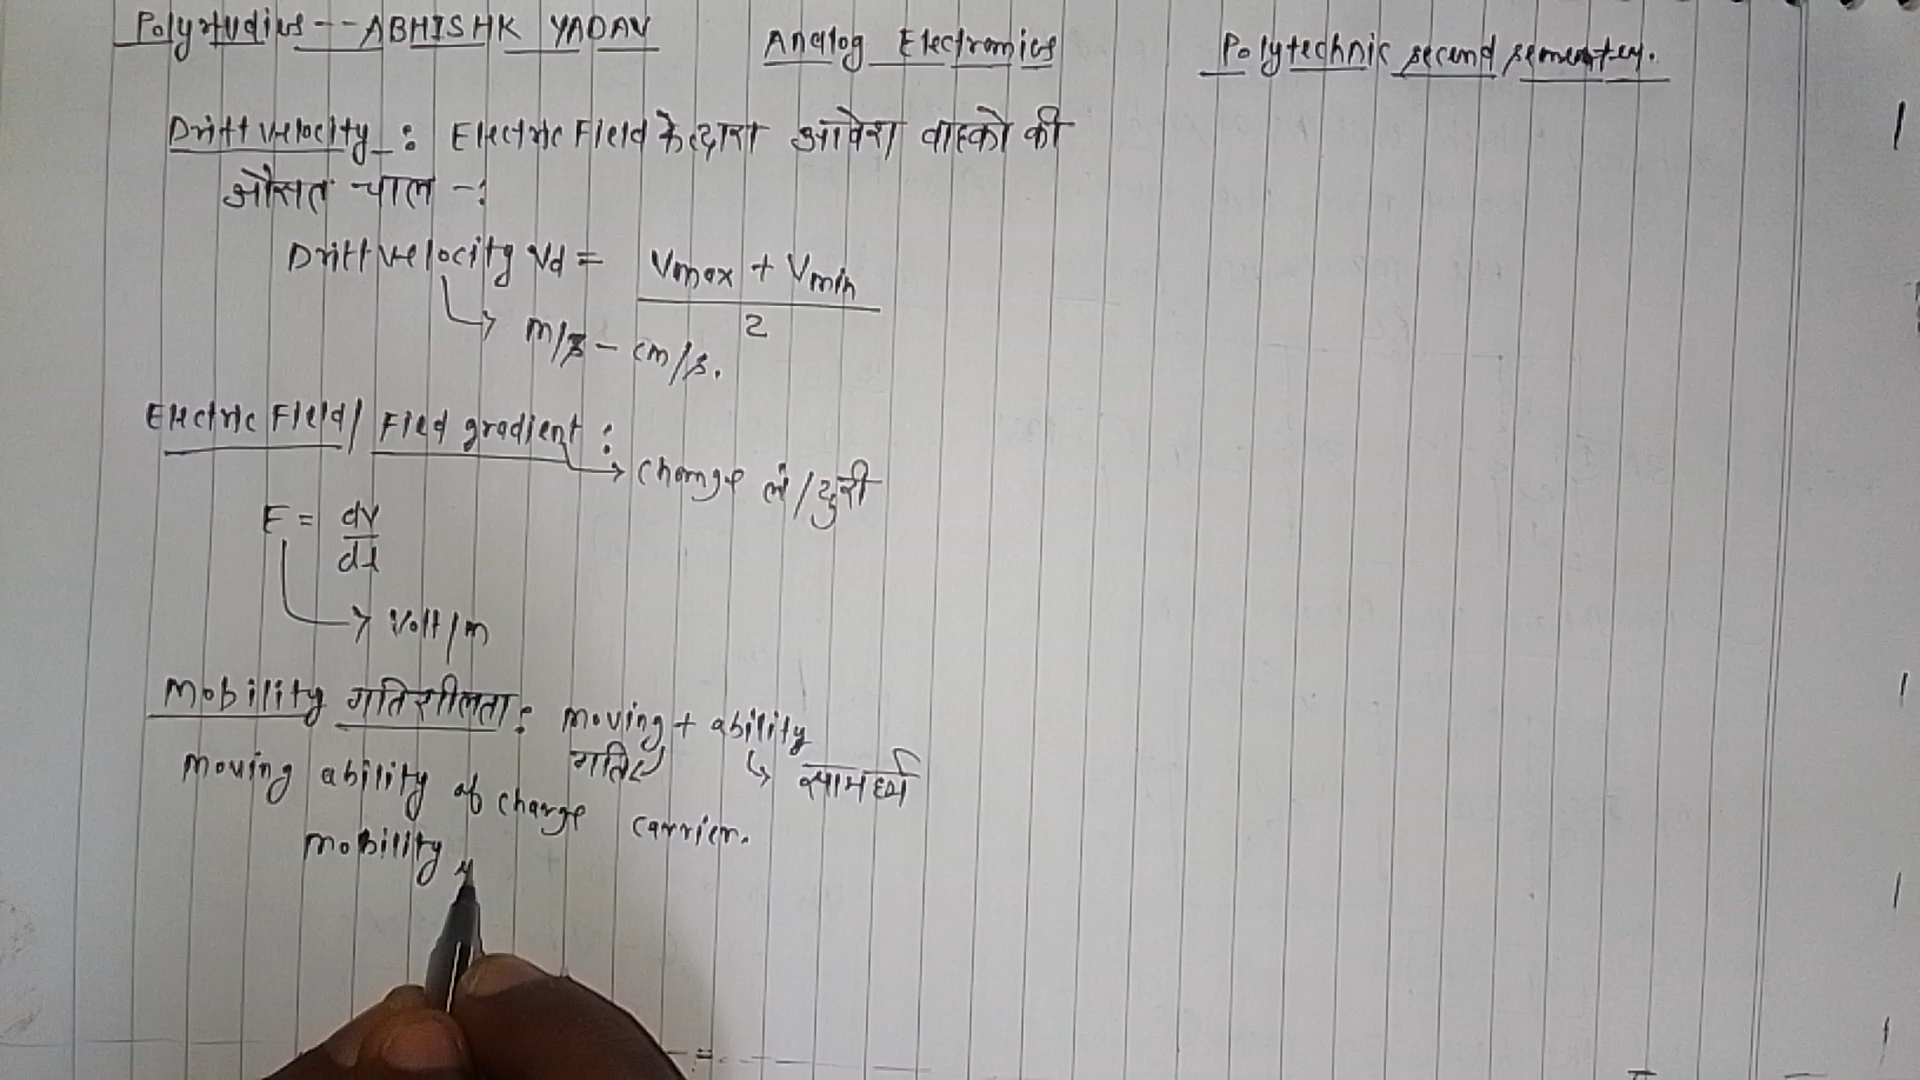 Polystudies -- ABHISHK YADAV
Analog Electronics
Polytechnic second semester.
Drift velocity : Electric Field के द्वारा आवेश वाहको की
औसत चाल -:
Drift velocity Vd = Vmax + Vmin
2
m/s - cm/s.
Electric Field / Field gradient :
change /दुरी
E = dv
dx
Volt/m
Mobility गतिशीलता : moving + ability
गति सामर्थ्य
moving ability of charge carrier.
mobility